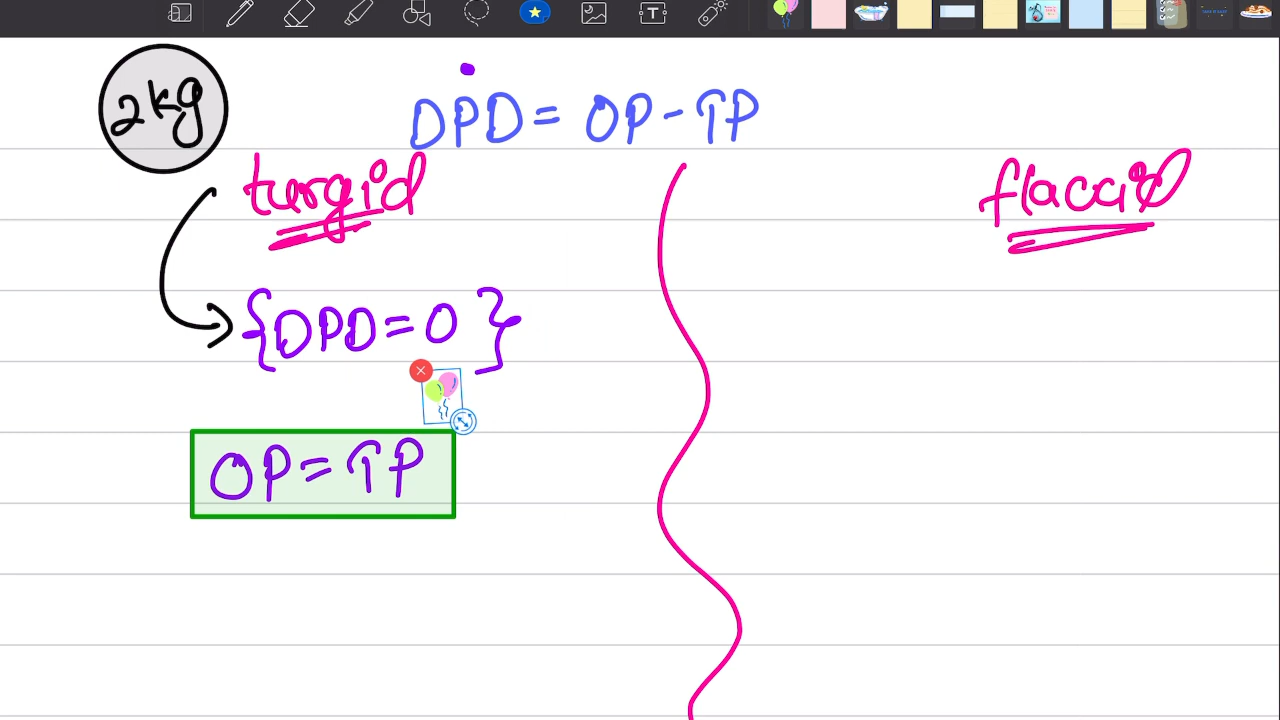 2kg
DPD = OP - TP
turgid
flaccid
{DPD = 0}
OP = TP